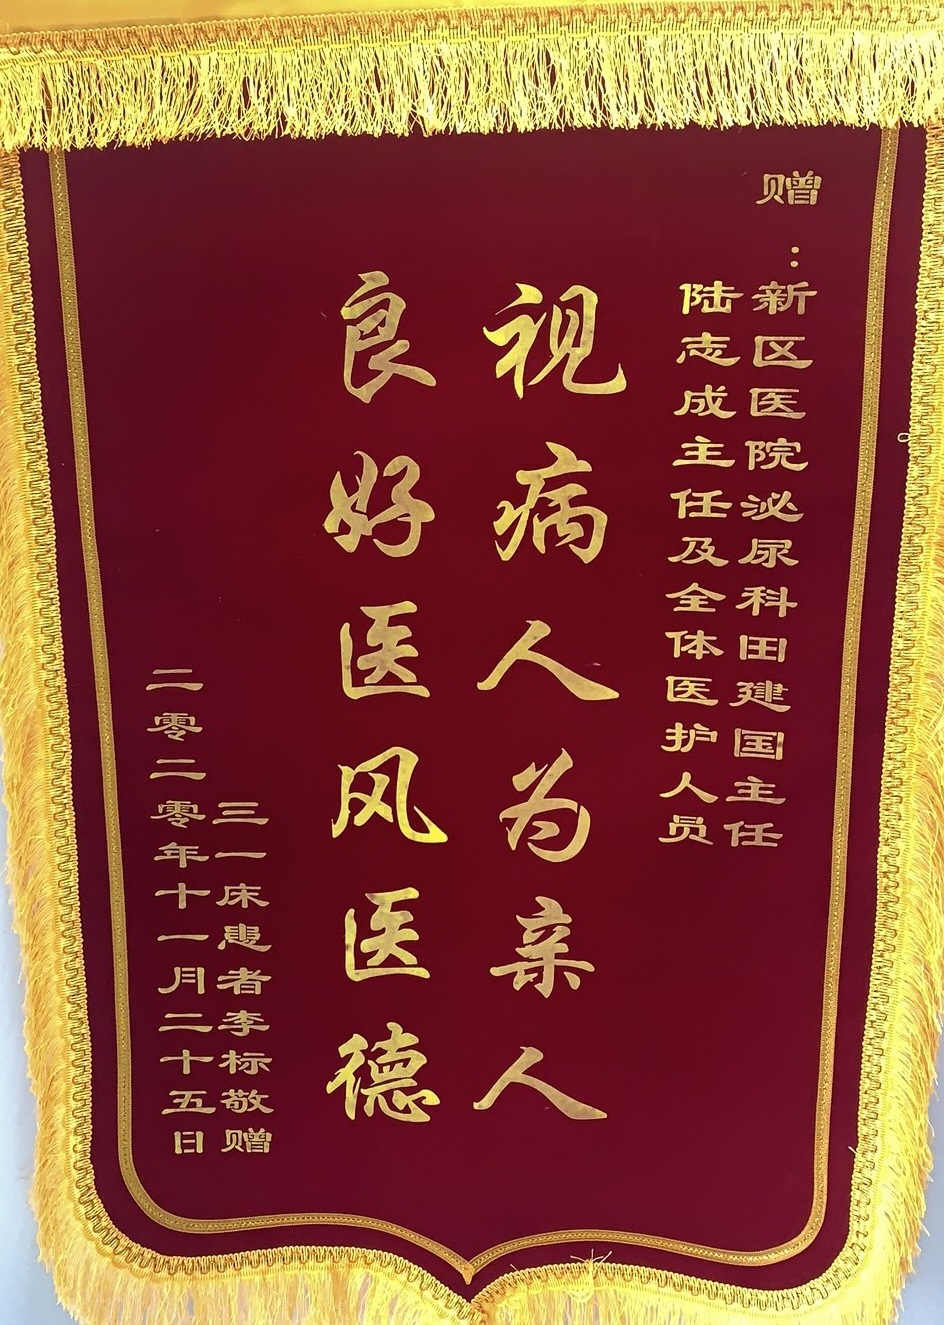 赠：
新区医院泌尿科田建国主任
陆志成主任及全体医护人员
视病人为亲人
良好医风医德
三一床患者李标敬赠
二零二零年十一月二十五日